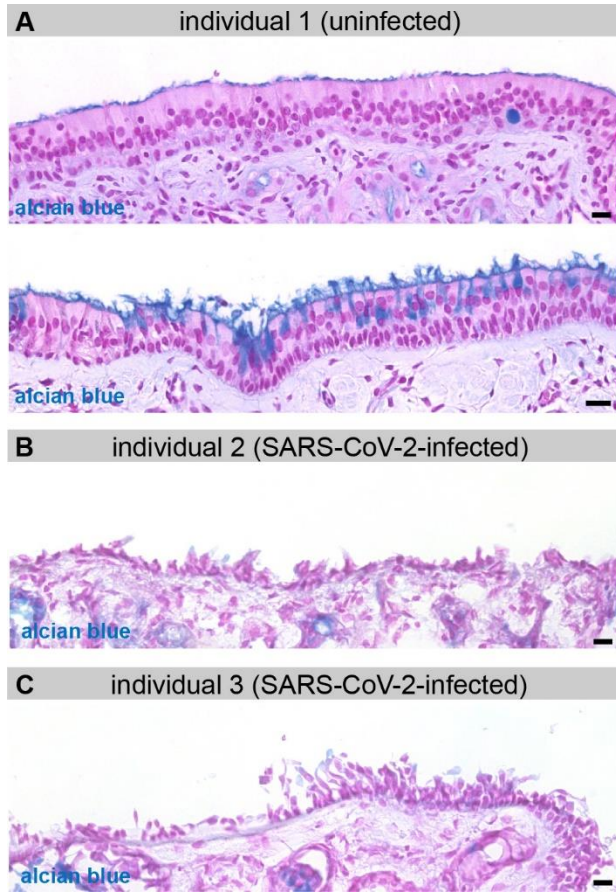 A individual 1 (uninfected)
alcian blue
alcian blue
B individual 2 (SARS-CoV-2-infected)
alcian blue
C individual 3 (SARS-CoV-2-infected)
alcian blue